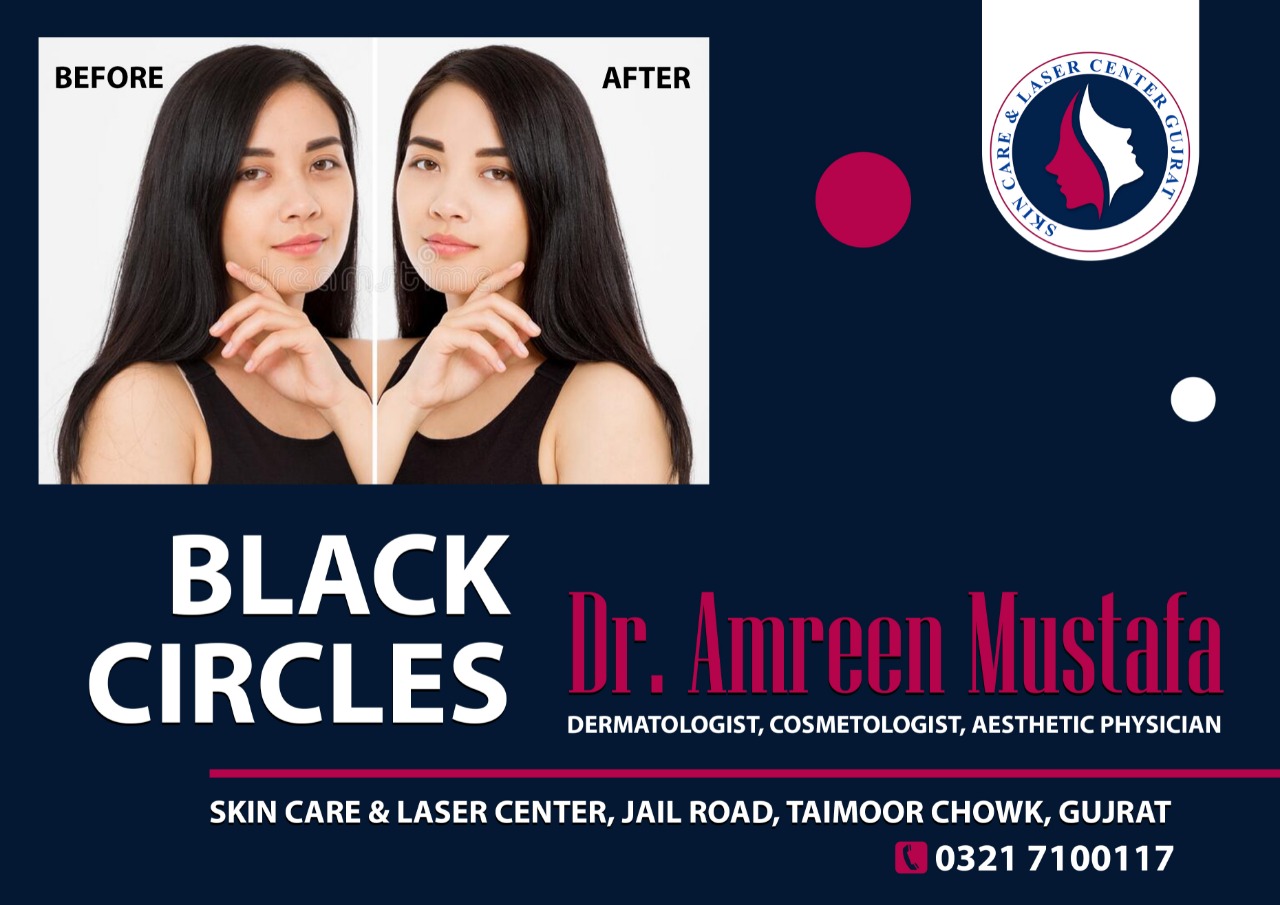 BEFORE
AFTER
SKIN CARE & LASER CENTER GUJRAT
dreamstime
BLACK
CIRCLES
Dr. Amreen Mustafa
DERMATOLOGIST, COSMETOLOGIST, AESTHETIC PHYSICIAN
SKIN CARE & LASER CENTER, JAIL ROAD, TAIMOOR CHOWK, GUJRAT
0321 7100117